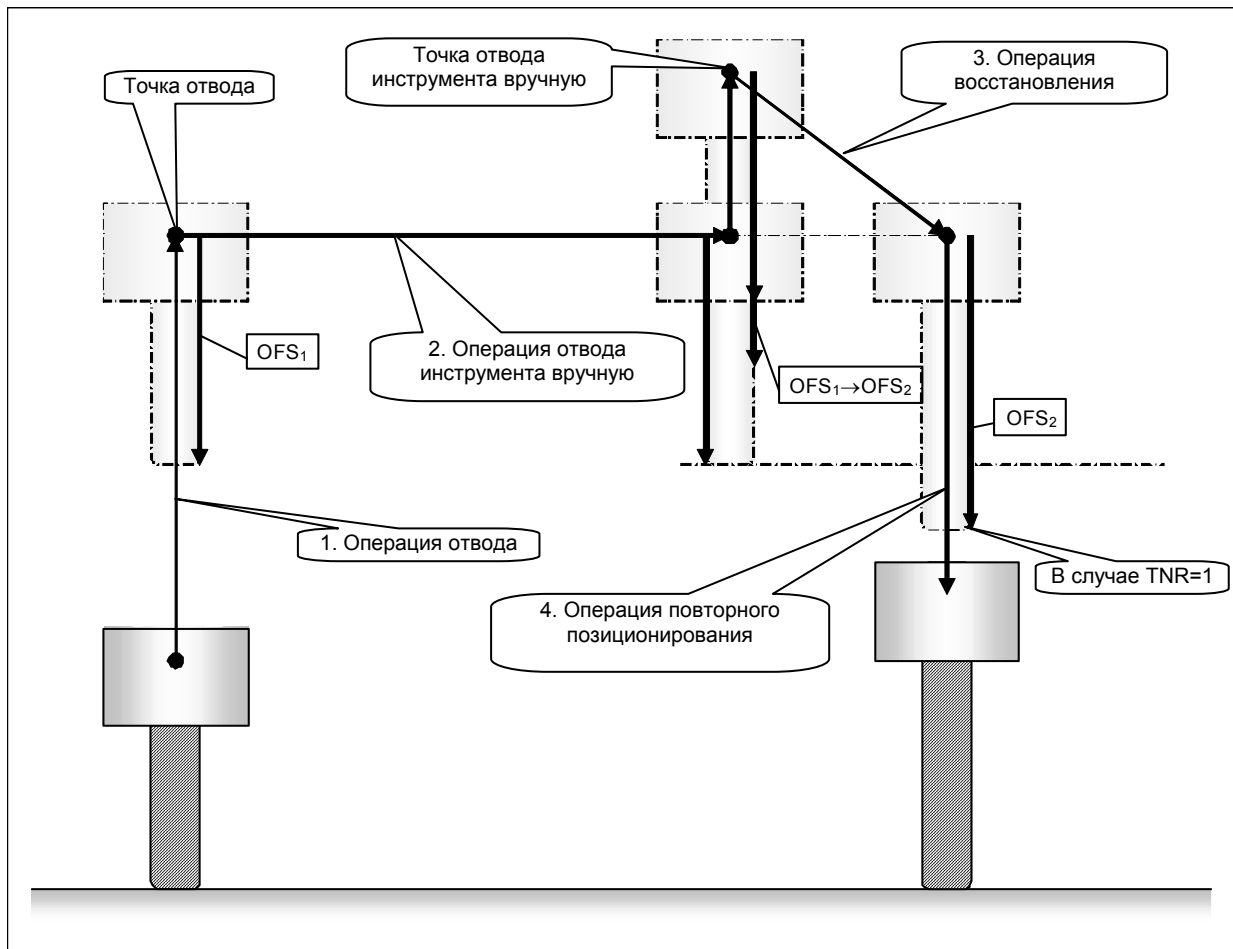 Точка отвода
Точка отвода
инструмента вручную
3. Операция
восстановления
OFS₁
2. Операция отвода
инструмента вручную
OFS₁→OFS₂
OFS₂
1. Операция отвода
4. Операция повторного
позиционирования
В случае TNR=1